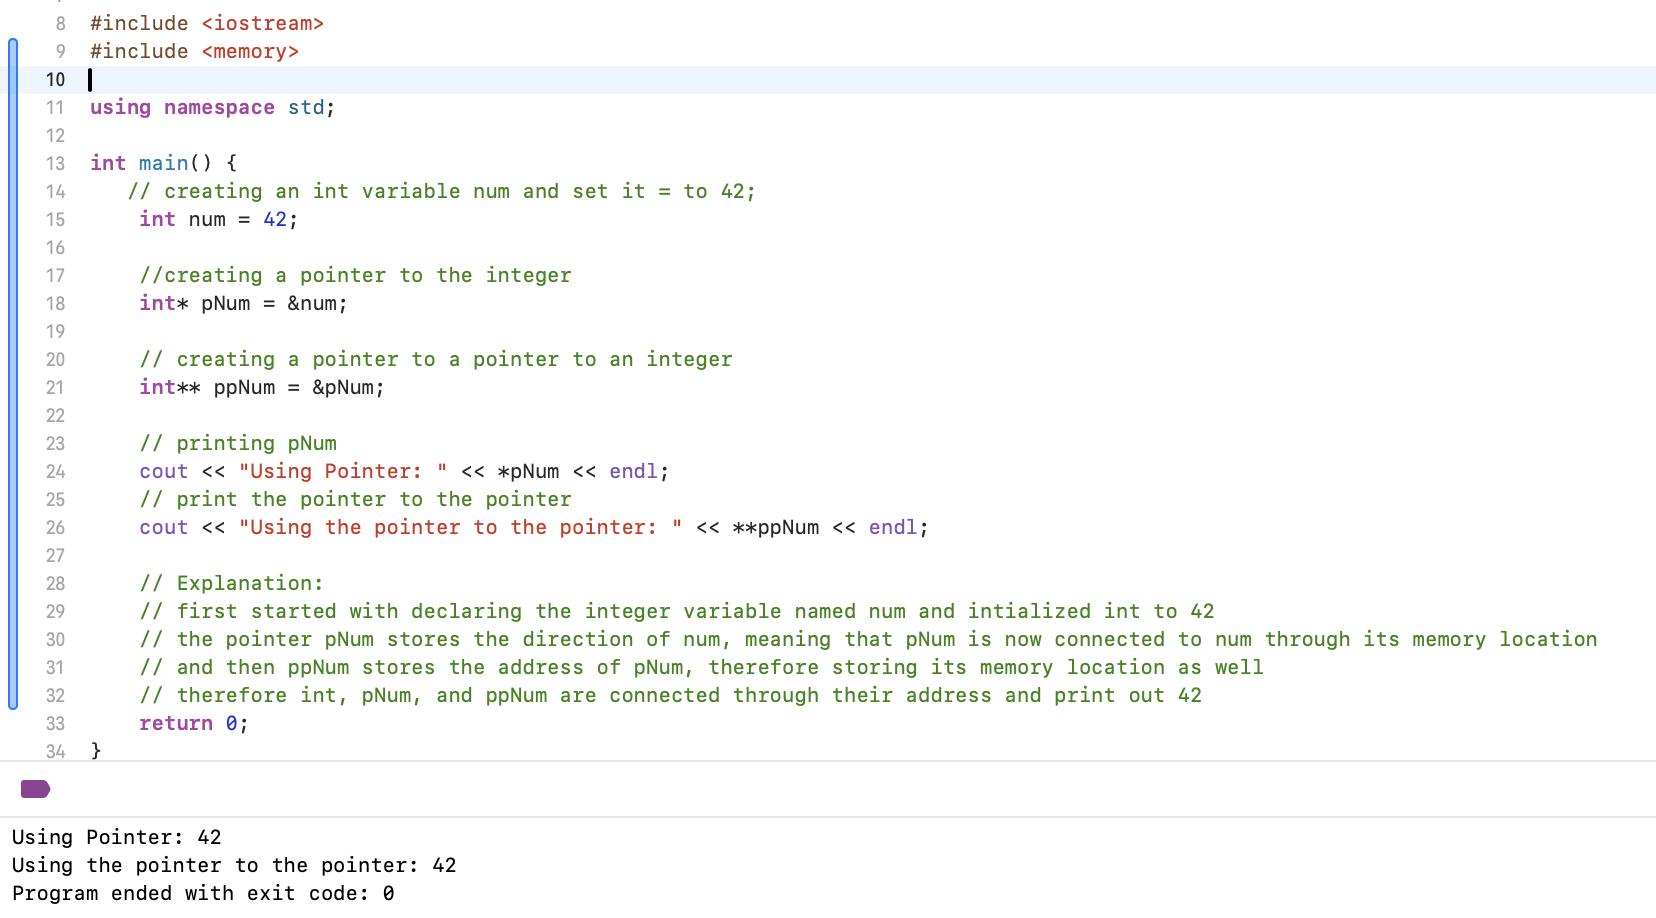 8 #include <iostream>
9 #include <memory>
10
11 using namespace std;
12
13 int main() {
14 // creating an int variable num and set it = to 42;
15 int num = 42;
16
17 //creating a pointer to the integer
18 int* pNum = &num;
19
20 // creating a pointer to a pointer to an integer
21 int** ppNum = &pNum;
22
23 // printing pNum
24 cout << "Using Pointer: " << *pNum << endl;
25 // print the pointer to the pointer
26 cout << "Using the pointer to the pointer: " << **ppNum << endl;
27
28 // Explanation:
29 // first started with declaring the integer variable named num and intialized int to 42
30 // the pointer pNum stores the direction of num, meaning that pNum is now connected to num through its memory location
31 // and then ppNum stores the address of pNum, therefore storing its memory location as well
32 // therefore int, pNum, and ppNum are connected through their address and print out 42
33 return 0;
34 }
Using Pointer: 42
Using the pointer to the pointer: 42
Program ended with exit code: 0